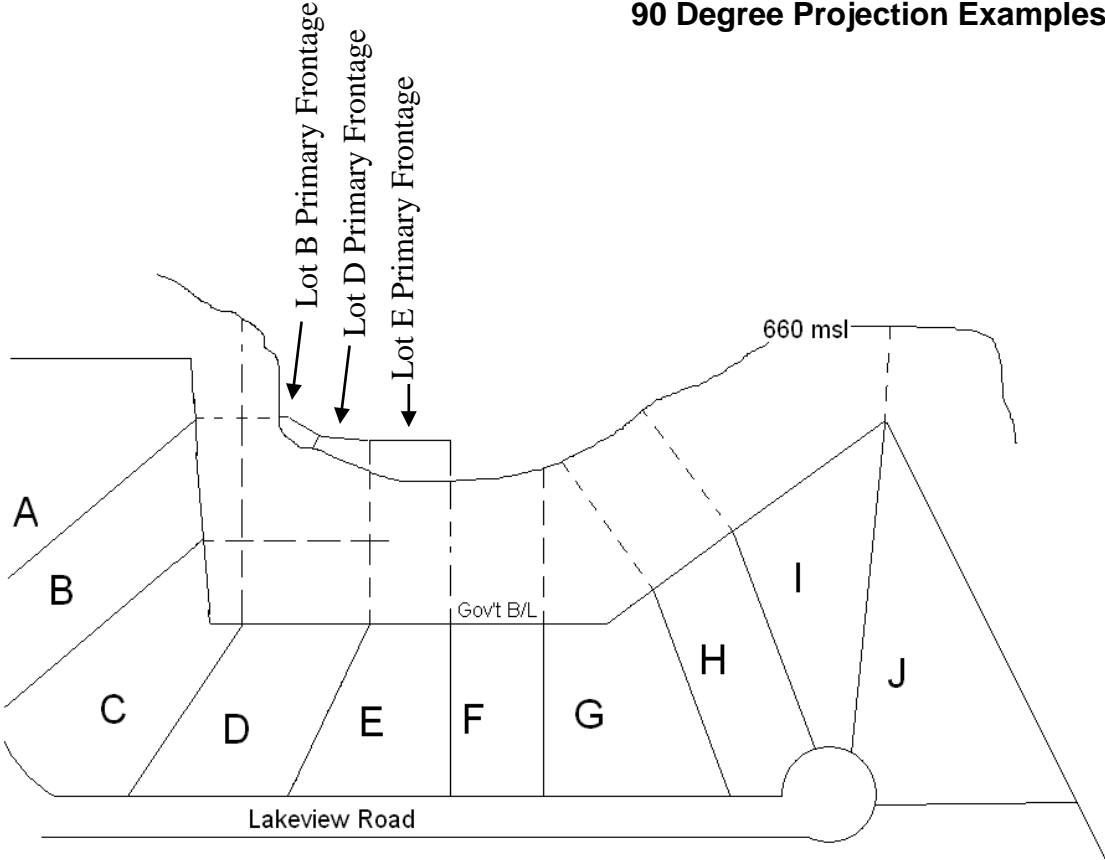 90 Degree Projection Examples
Lot B Primary Frontage
Lot D Primary Frontage
Lot E Primary Frontage
660 msl
A
B
C
D
E
F
G
H
I
J
Gov't B/L
Lakeview Road